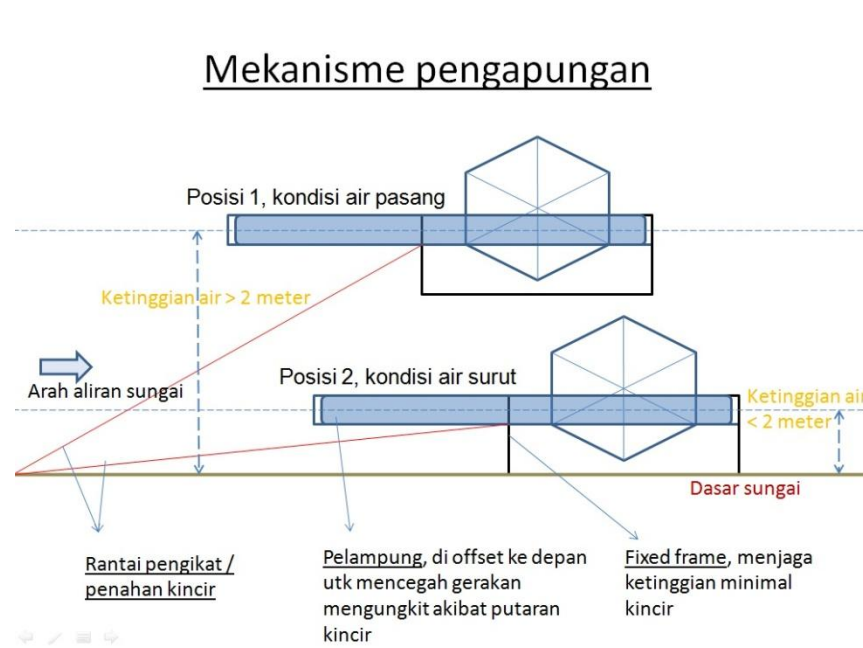 Mekanisme pengapungan
Posisi 1, kondisi air pasang
Ketinggian air > 2 meter
Arah aliran sungai
Posisi 2, kondisi air surut
Ketinggian air
< 2 meter
Dasar sungai
Rantai pengikat /
penahan kincir
Pelampung, di offset ke depan
utk mencegah gerakan
mengungkit akibat putaran
kincir
Fixed frame, menjaga
ketinggian minimal
kincir